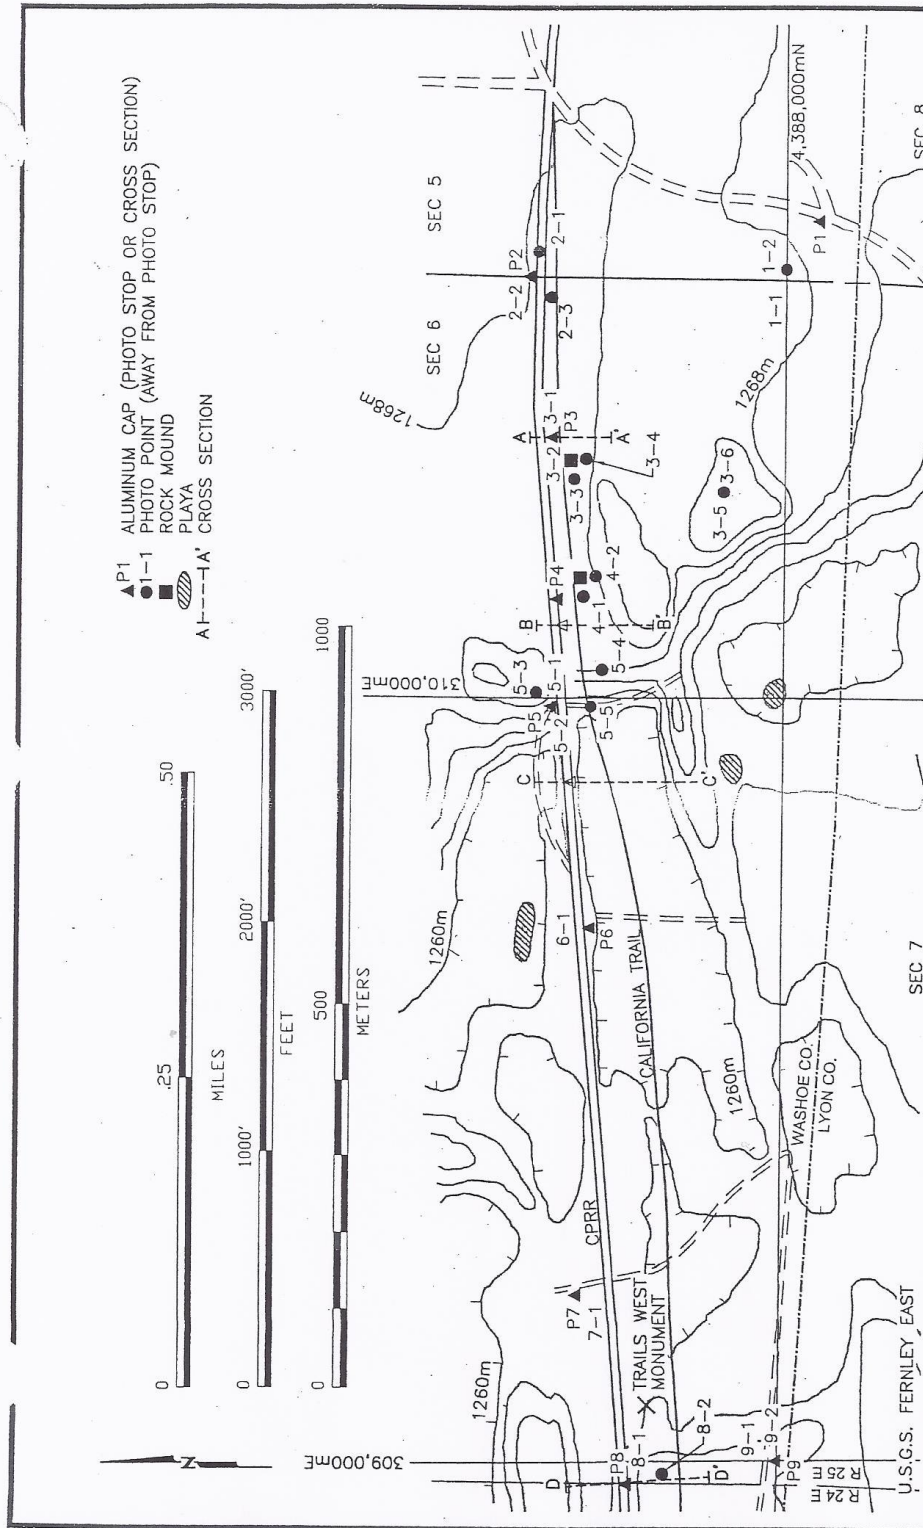 P1 ALUMINUM CAP (PHOTO STOP OR CROSS SECTION)
1-1 PHOTO POINT (AWAY FROM PHOTO STOP)
ROCK MOUND
PLAYA
A A' CROSS SECTION
0 .25 .50
MILES
0 1000' 2000' 3000'
FEET
0 500 1000
METERS
N
309,000mE
310,000mE
SEC 6
SEC 5
1268m
1260m
1260m
D
P8
8-1
8-2
D'
P7
7-1
TRAILS WEST
MONUMENT
CPRR
6-1
P6
CALIFORNIA TRAIL
C
C'
5-3
P5
5-1
5-2
5-4
5-5
B
P4
4-1
4-2
B'
A
3-1
3-2
P3
3-3
3-4
A'
3-5
3-6
P2
2-2
2-1
2-3
1260m
1268m
1-1
1-2
4,388,000mN
P1
9-1
9-2
P9
R 24 E
R 25 E
WASHOE CO.
LYON CO.
SEC 7
SEC 8
U.S.G.S. FERNLEY EAST